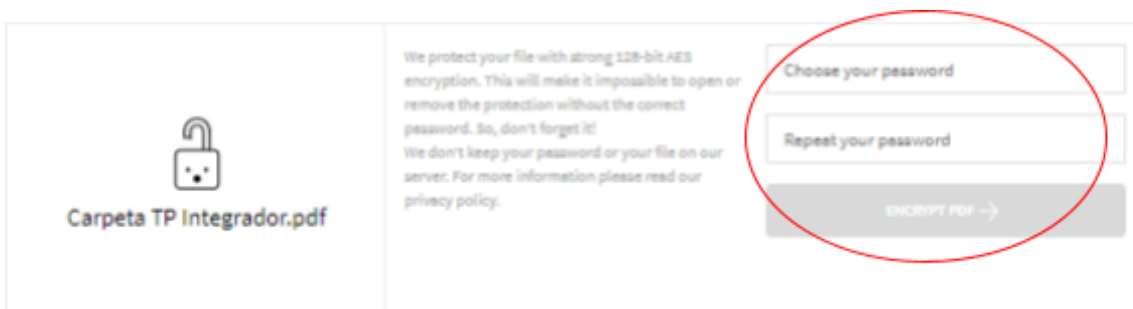 Carpeta TP Integrador.pdf
We protect your file with strong 128-bit AES
encryption. This will make it impossible to open or
remove the protection without the correct
password. So, don't forget it!
We don't keep your password or your file on our
server. For more information please read our
privacy policy.
Choose your password
Repeat your password
ENCRYPT PDF →